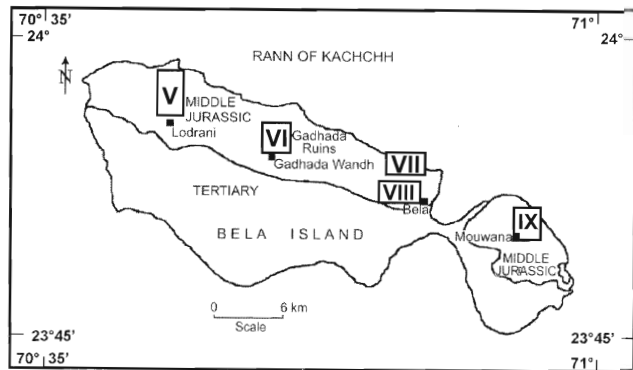 70° 35'
71°
24°
24°
RANN OF KACHCHH
N
V
MIDDLE
JURASSIC
Lodrani
VI
Gadhada
Ruins
Gadhada Wandh
VII
VIII
TERTIARY
Bela
BELA ISLAND
IX
Mouwana
MIDDLE
JURASSIC
0 6 km
Scale
23°45'
23°45'
70° 35'
71°